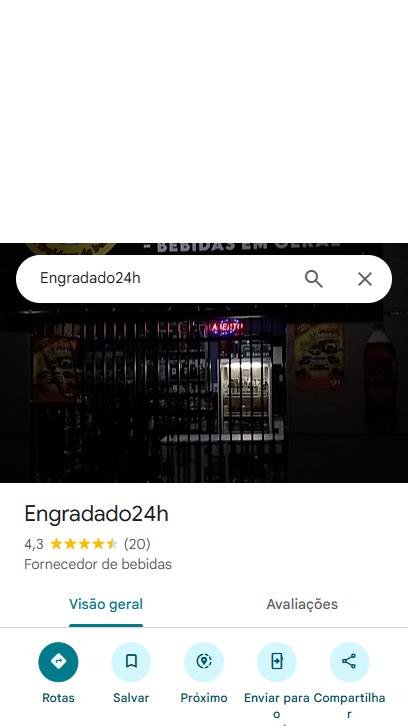 - BEBIDAS EM GERAL
Engradado24h
ABERTO
Engradado24h
4,3 (20)
Fornecedor de bebidas
Visão geral Avaliações
Rotas Salvar Próximo Enviar para o Compartilhar